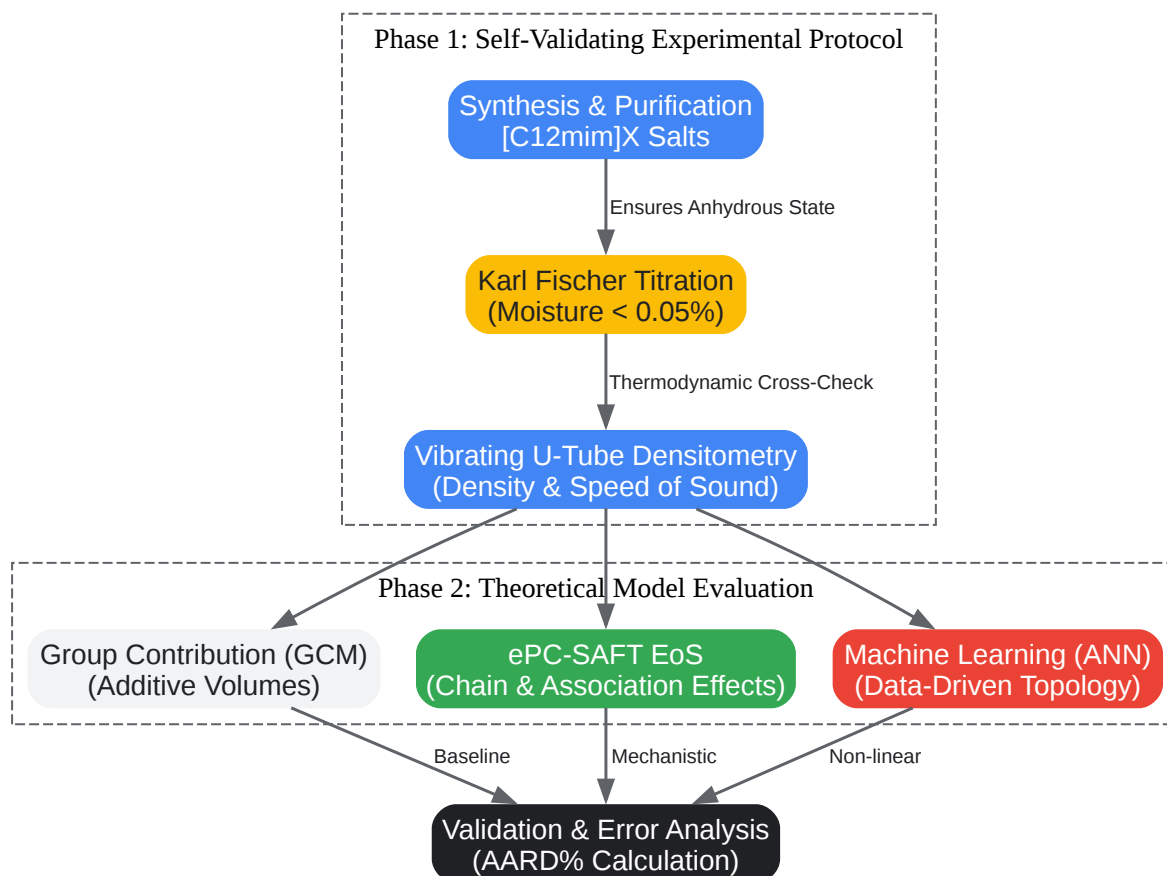 Phase 1: Self-Validating Experimental Protocol
Synthesis & Purification
[C12mim]X Salts
Ensures Anhydrous State
Karl Fischer Titration
(Moisture < 0.05%)
Thermodynamic Cross-Check
Vibrating U-Tube Densitometry
(Density & Speed of Sound)
Phase 2: Theoretical Model Evaluation
Group Contribution (GCM)
(Additive Volumes)
ePC-SAFT EoS
(Chain & Association Effects)
Machine Learning (ANN)
(Data-Driven Topology)
Baseline
Mechanistic
Non-linear
Validation & Error Analysis
(AARD% Calculation)